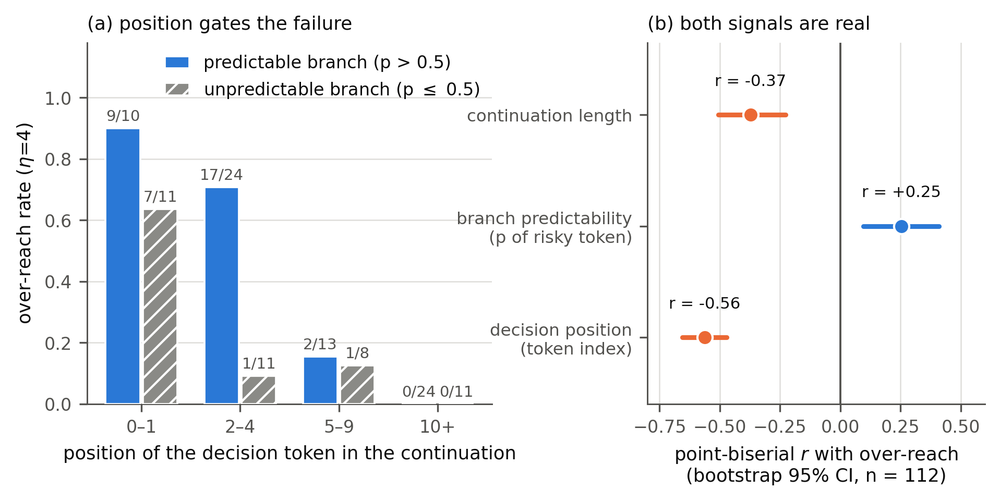 (a) position gates the failure
predictable branch (p > 0.5)
unpredictable branch (p ≤ 0.5)
over-reach rate (η=4)
1.0
0.8
0.6
0.4
0.2
0.0
9/10
7/11
17/24
1/11
2/13
1/8
0/24
0/11
0–1
2–4
5–9
10+
position of the decision token in the continuation
(b) both signals are real
continuation length
r = -0.37
branch predictability
(p of risky token)
r = +0.25
decision position
(token index)
r = -0.56
−0.75
−0.50
−0.25
0.00
0.25
0.50
point-biserial r with over-reach
(bootstrap 95% CI, n = 112)